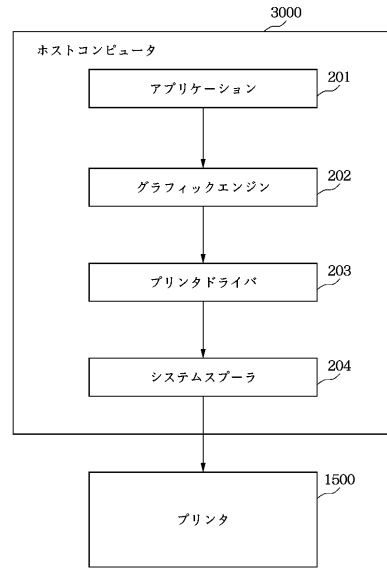 3000
ホストコンピュータ
アプリケーション
201
グラフィックエンジン
202
プリンタドライバ
203
システムスプーラ
204
プリンタ
1500